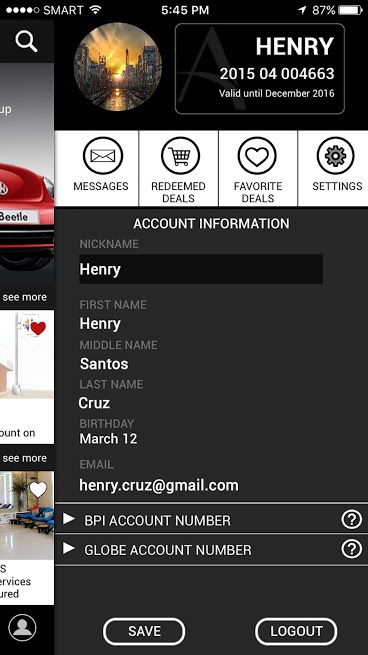 SMART 5:45 PM 87%
HENRY
2015 04 004663
Valid until December 2016
up
Beetle
see more
MESSAGES
REDEEMED
DEALS
FAVORITE
DEALS
SETTINGS
ACCOUNT INFORMATION
NICKNAME
Henry
FIRST NAME
Henry
MIDDLE NAME
Santos
LAST NAME
Cruz
BIRTHDAY
March 12
EMAIL
henry.cruz@gmail.com
ount on
see more
S
ervices
ured
BPI ACCOUNT NUMBER ?
GLOBE ACCOUNT NUMBER ?
SAVE
LOGOUT